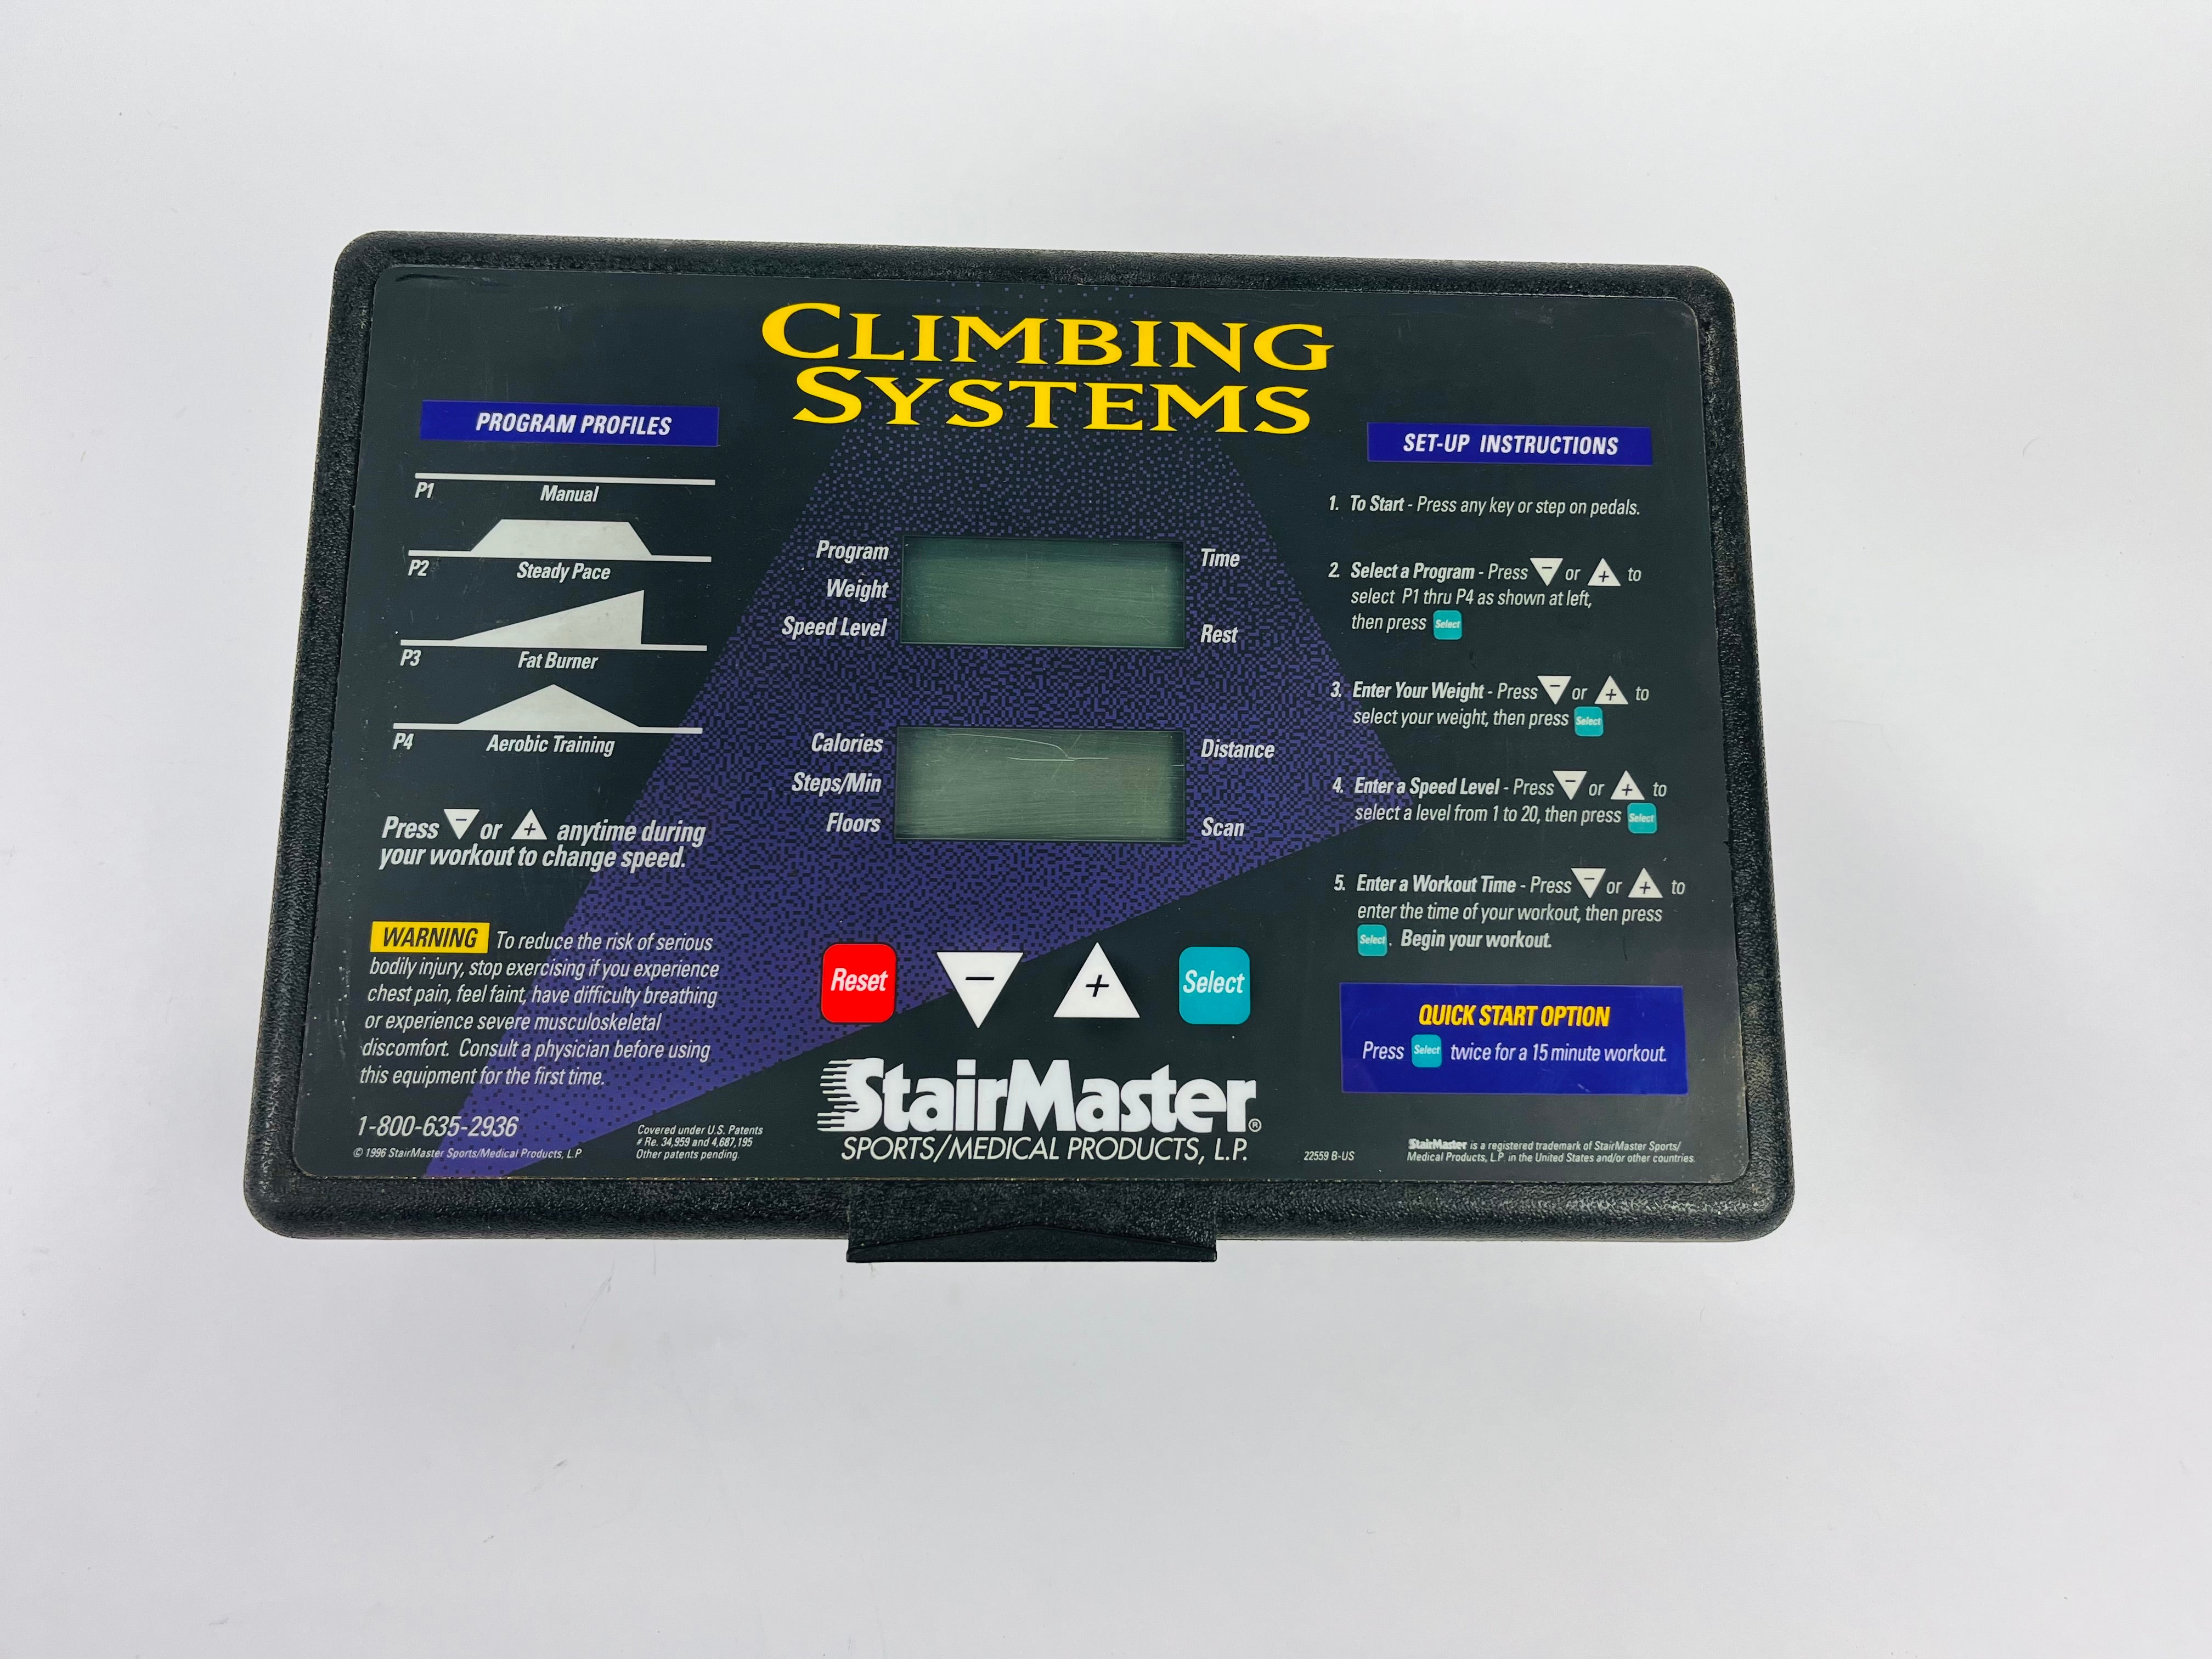 CLIMBING
SYSTEMS
PROGRAM PROFILES
P1 Manual
P2 Steady Pace
P3 Fat Burner
P4 Aerobic Training
Press − or + anytime during
your workout to change speed.
WARNING To reduce the risk of serious
bodily injury, stop exercising if you experience
chest pain, feel faint, have difficulty breathing
or experience severe musculoskeletal
discomfort. Consult a physician before using
this equipment for the first time.
1-800-635-2936
© 1996 StairMaster Sports/Medical Products, L.P.
Covered under U.S. Patents
# Re. 34,959 and 4,687,195
Other patents pending.
Program
Weight
Speed Level
Time
Rest
Calories
Steps/Min
Floors
Distance
Scan
Reset − + Select
StairMaster®
SPORTS/MEDICAL PRODUCTS, L.P.
SET-UP INSTRUCTIONS
1. To Start - Press any key or step on pedals.
2. Select a Program - Press − or + to
select P1 thru P4 as shown at left,
then press Select
3. Enter Your Weight - Press − or + to
select your weight, then press Select
4. Enter a Speed Level - Press − or + to
select a level from 1 to 20, then press Select
5. Enter a Workout Time - Press − or + to
enter the time of your workout, then press
Select. Begin your workout.
QUICK START OPTION
Press Select twice for a 15 minute workout.
22559 B-US
StairMaster is a registered trademark of StairMaster Sports/
Medical Products, L.P. in the United States and/or other countries.